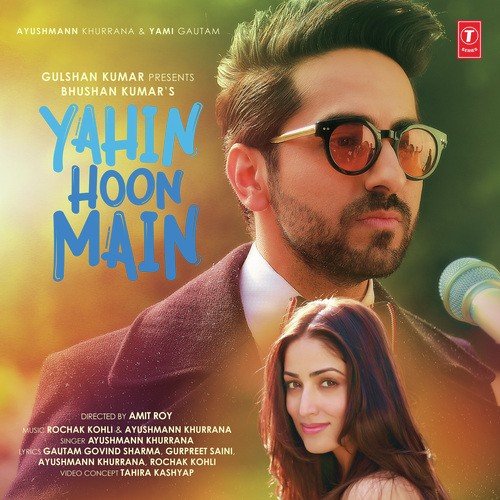 AYUSHMANN KHURRANA & YAMI GAUTAM
T
SERIES
GULSHAN KUMAR PRESENTS
BHUSHAN KUMAR`S
YAHIN
HOON
MAIN
DIRECTED BY AMIT ROY
MUSIC ROCHAK KOHLI & AYUSHMANN KHURRANA
SINGER AYUSHMANN KHURRANA
LYRICS GAUTAM GOVIND SHARMA, GURPREET SAINI,
AYUSHMANN KHURRANA, ROCHAK KOHLI
VIDEO CONCEPT TAHIRA KASHYAP